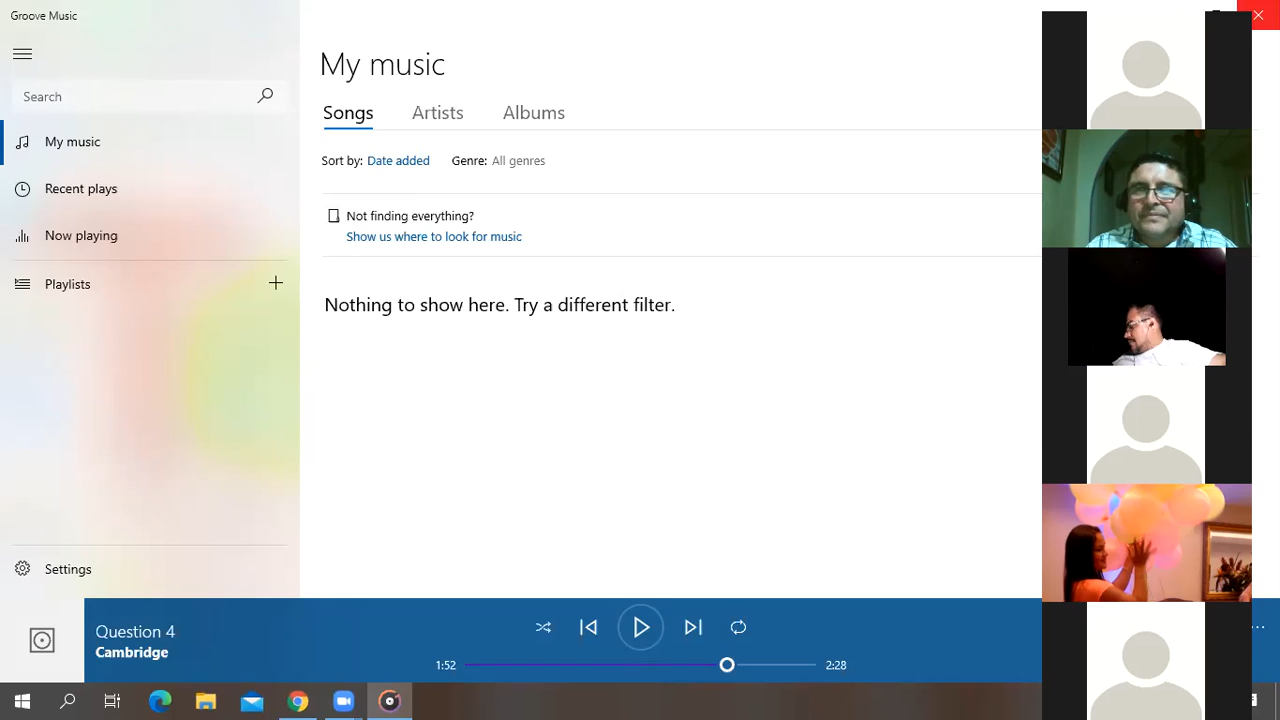 Groove Music
Search
My music
Recent plays
Now playing
Playlists
Settings
My music
Songs Artists Albums
Sort by: Date added Genre: All genres
Not finding everything?
Show us where to look for music
Nothing to show here. Try a different filter.
Question 4
Cambridge
1:52 2:28